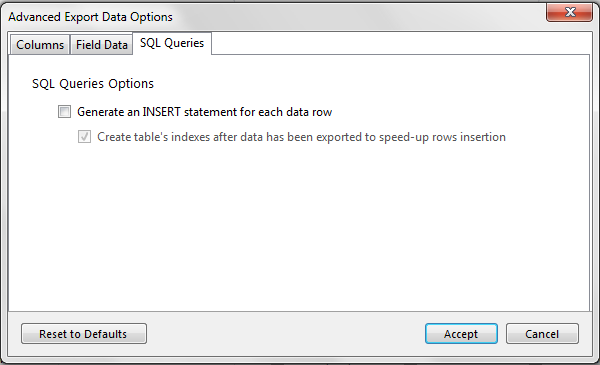 Advanced Export Data Options
Columns Field Data SQL Queries
SQL Queries Options
Generate an INSERT statement for each data row
Create table's indexes after data has been exported to speed-up rows insertion
Reset to Defaults Accept Cancel